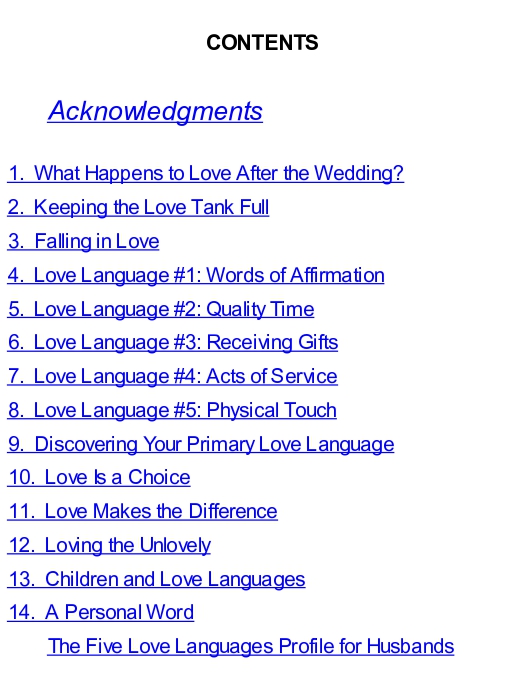 CONTENTS
Acknowledgments
1. What Happens to Love After the Wedding?
2. Keeping the Love Tank Full
3. Falling in Love
4. Love Language #1: Words of Affirmation
5. Love Language #2: Quality Time
6. Love Language #3: Receiving Gifts
7. Love Language #4: Acts of Service
8. Love Language #5: Physical Touch
9. Discovering Your Primary Love Language
10. Love Is a Choice
11. Love Makes the Difference
12. Loving the Unlovely
13. Children and Love Languages
14. A Personal Word
The Five Love Languages Profile for Husbands